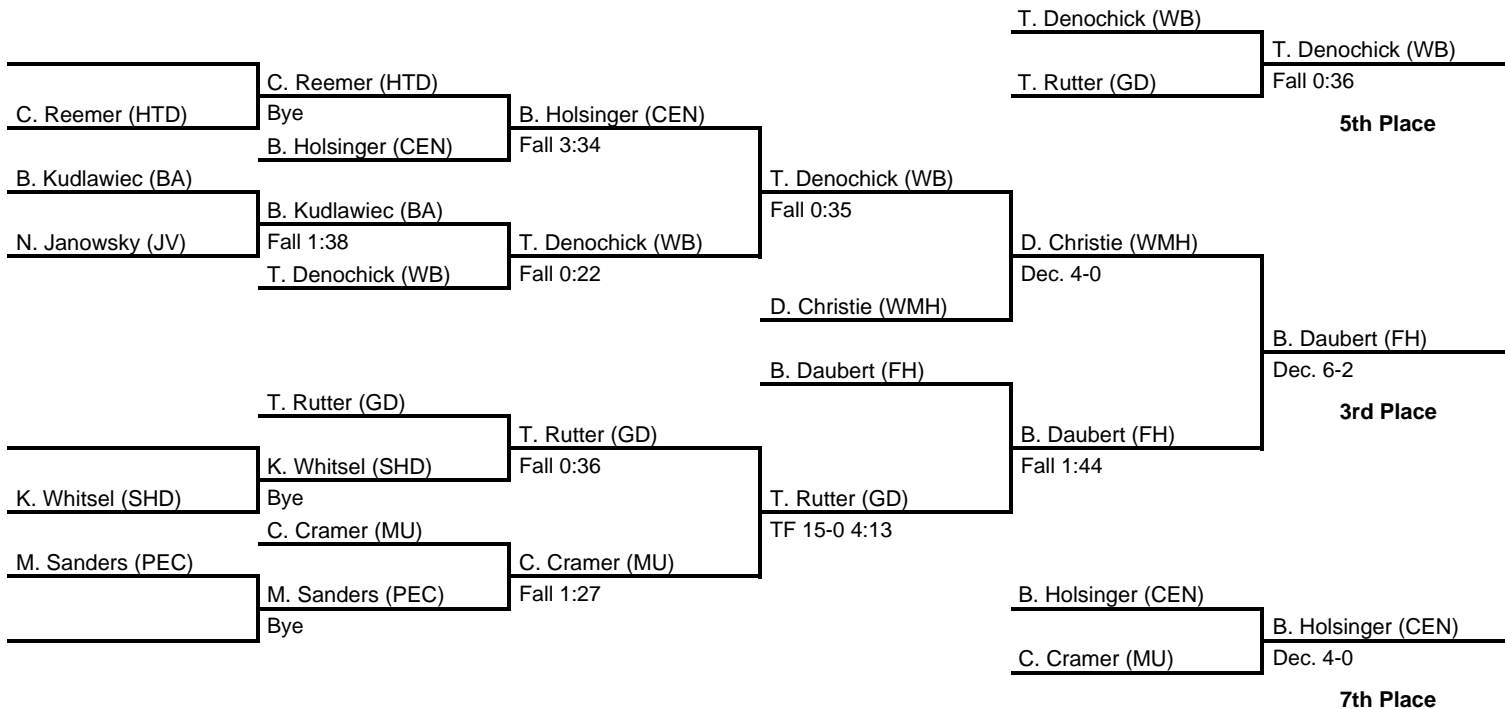 T. Denochick (WB)
T. Denochick (WB)
T. Rutter (GD)
Fall 0:36
5th Place
C. Reemer (HTD)
C. Reemer (HTD)
Bye
B. Holsinger (CEN)
B. Holsinger (CEN)
Fall 3:34
B. Kudlawiec (BA)
N. Janowsky (JV)
B. Kudlawiec (BA)
Fall 1:38
T. Denochick (WB)
T. Denochick (WB)
Fall 0:22
T. Denochick (WB)
Fall 0:35
D. Christie (WMH)
D. Christie (WMH)
Dec. 4-0
B. Daubert (FH)
Dec. 6-2
3rd Place
B. Daubert (FH)
B. Daubert (FH)
Fall 1:44
T. Rutter (GD)
T. Rutter (GD)
Fall 0:36
K. Whitsel (SHD)
K. Whitsel (SHD)
Bye
T. Rutter (GD)
TF 15-0 4:13
C. Cramer (MU)
C. Cramer (MU)
Fall 1:27
M. Sanders (PEC)
M. Sanders (PEC)
Bye
B. Holsinger (CEN)
B. Holsinger (CEN)
C. Cramer (MU)
Dec. 4-0
7th Place